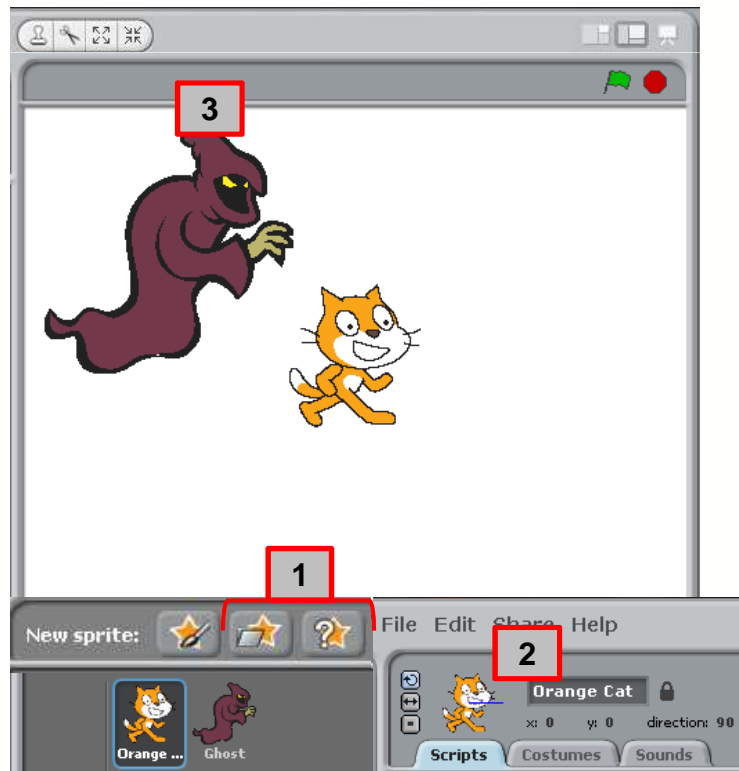 3
1
New sprite:
File Edit Share Help
2
Orange Cat
x: 0 y: 0 direction: 90
Orange ... Ghost
Scripts Costumes Sounds